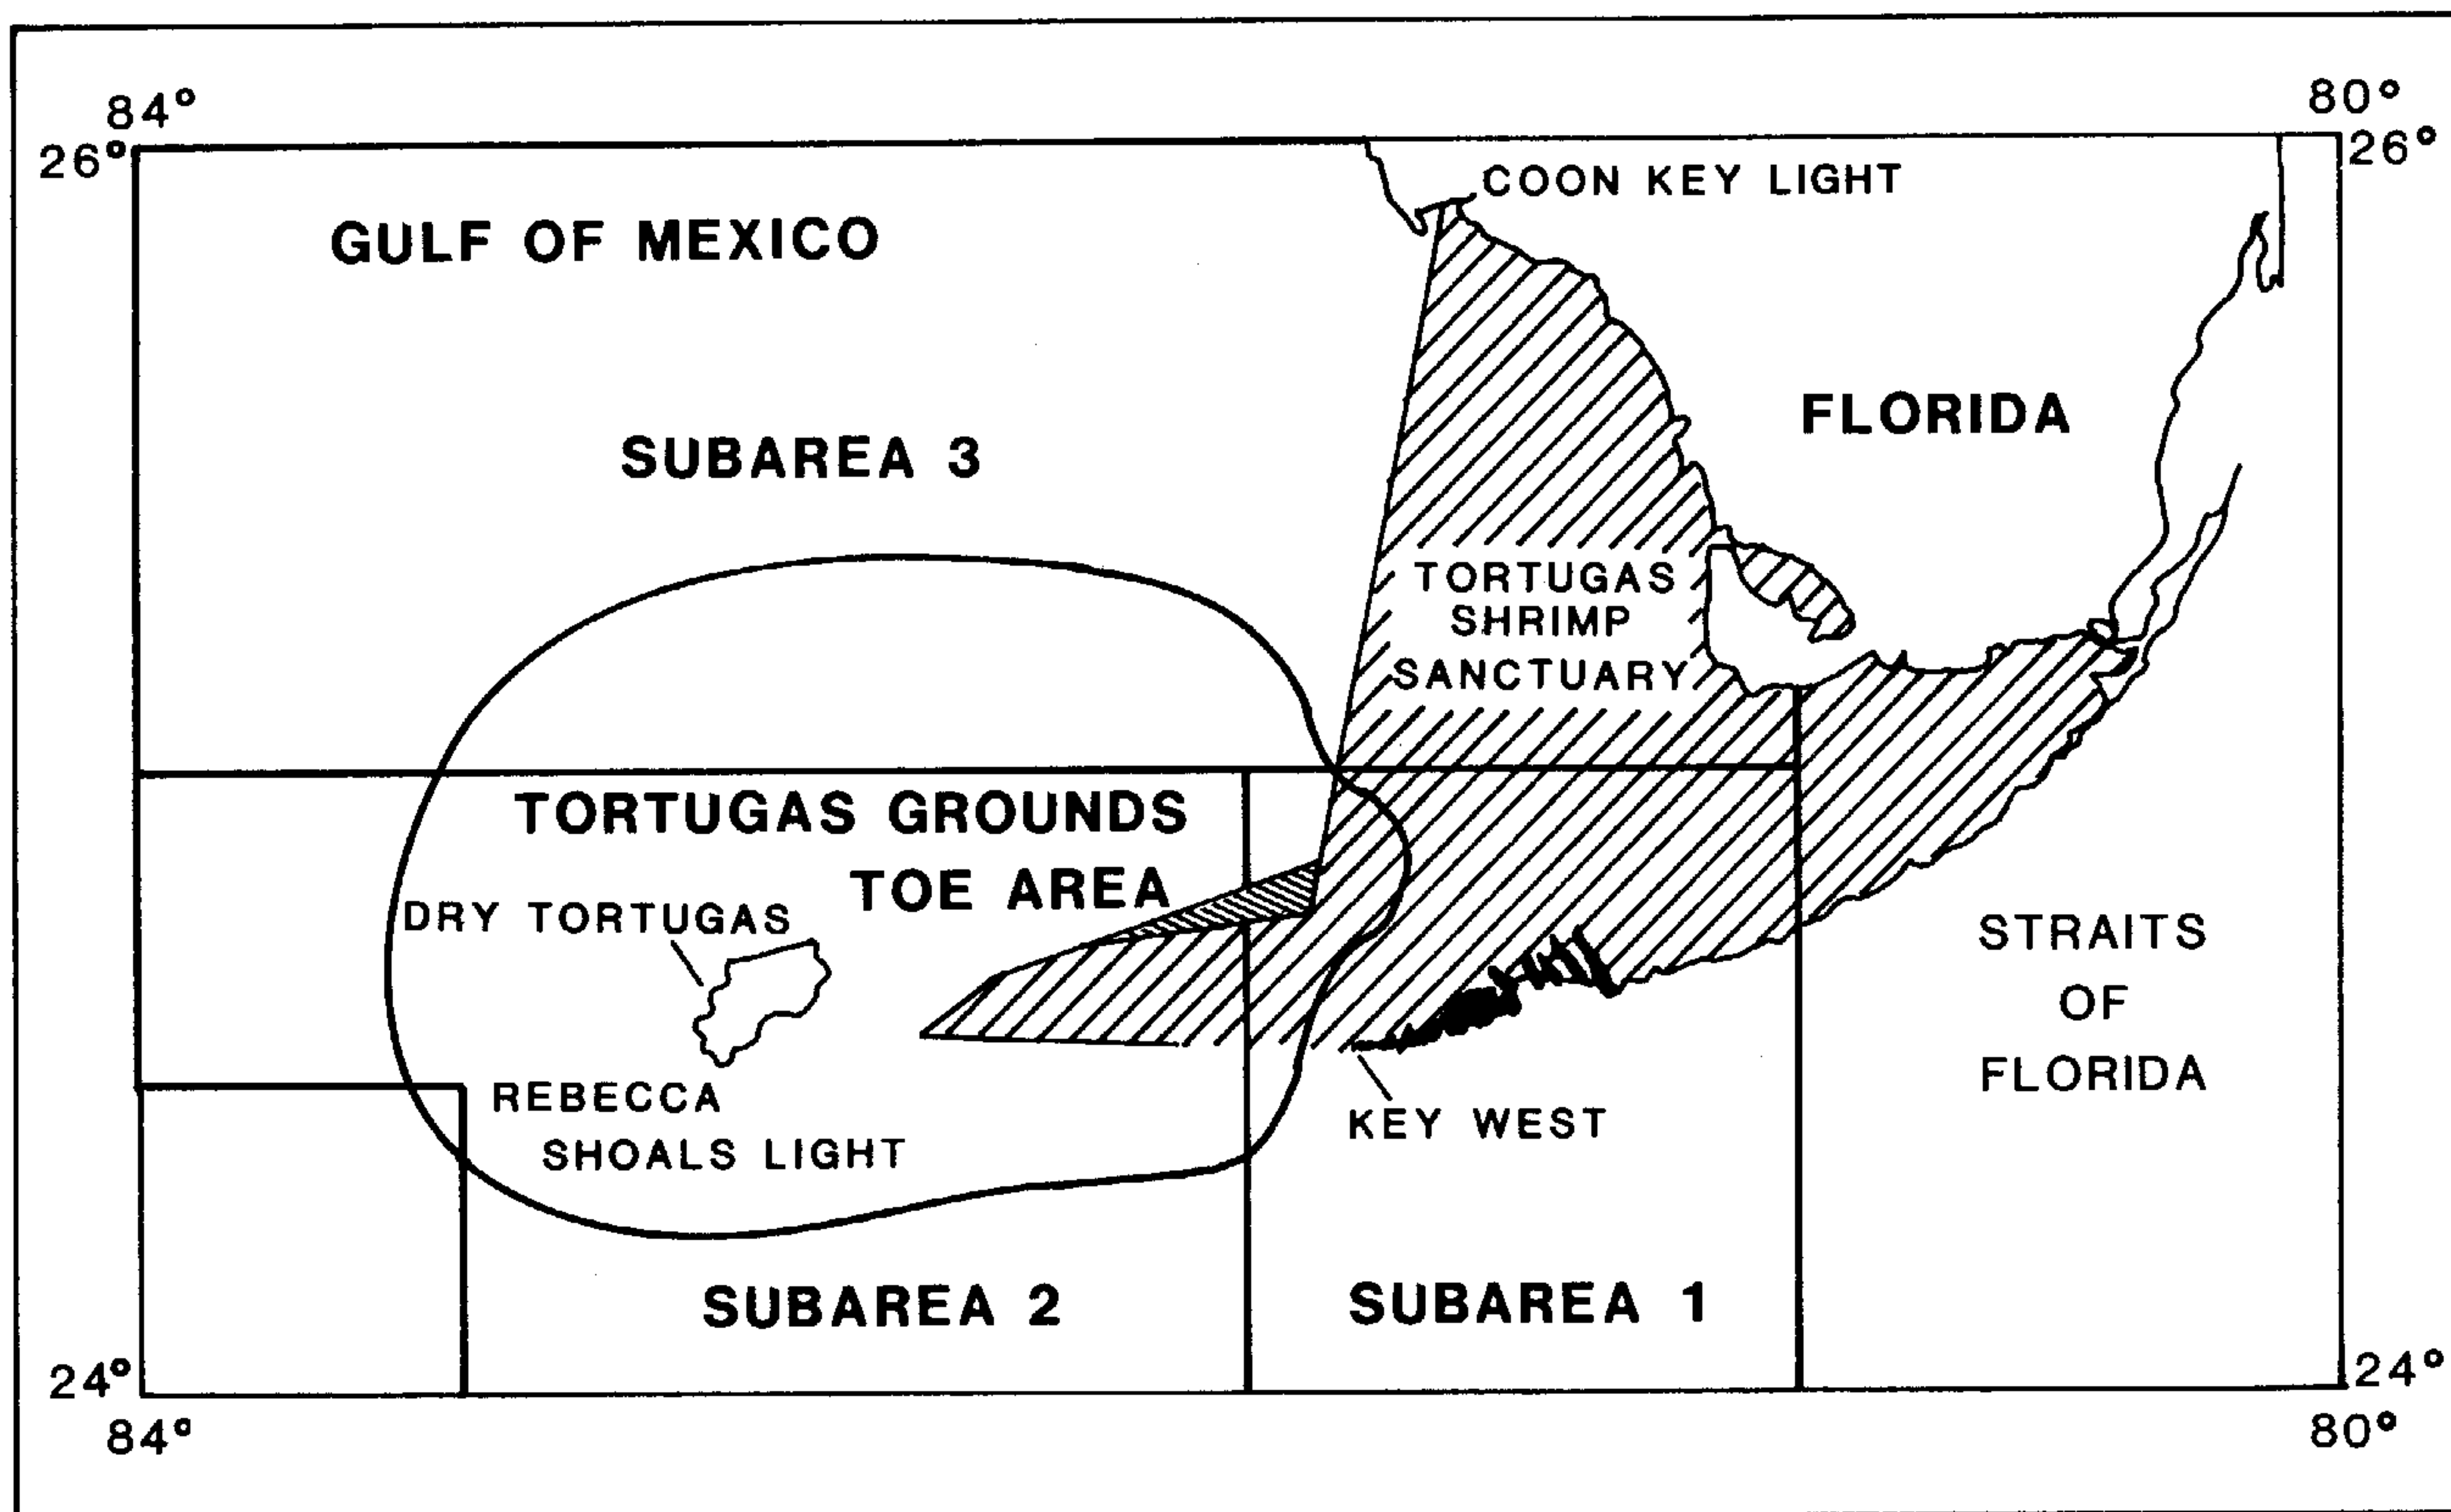 84°
80°
26°
26°
COON KEY LIGHT
GULF OF MEXICO
FLORIDA
SUBAREA 3
TORTUGAS
SHRIMP
SANCTUARY
TORTUGAS GROUNDS
TOE AREA
DRY TORTUGAS
STRAITS
OF
FLORIDA
REBECCA
SHOALS LIGHT
KEY WEST
SUBAREA 2
SUBAREA 1
24°
24°
84°
80°